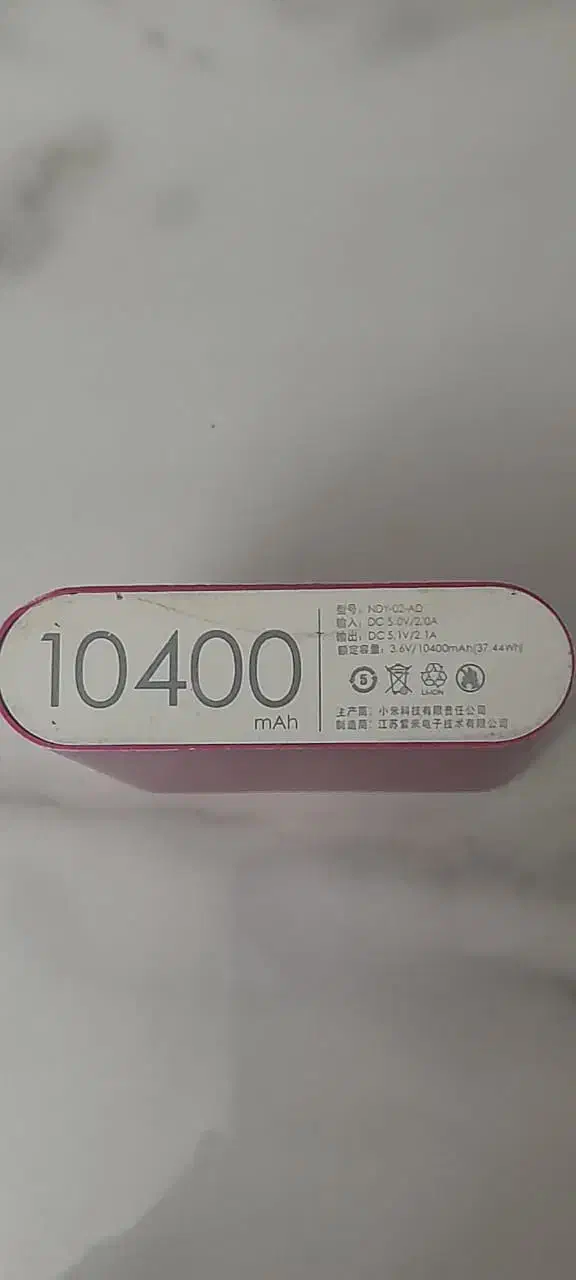 10400
mAh
型号：NDY-02-AD
输入：DC 5.0V/2.0A
输出：DC 5.1V/2.1A
额定容量：3.6V/10400mAh(37.44Wh)
5
Li-ION
主产商：小米科技有限责任公司
制造商：江苏紫米电子技术有限公司